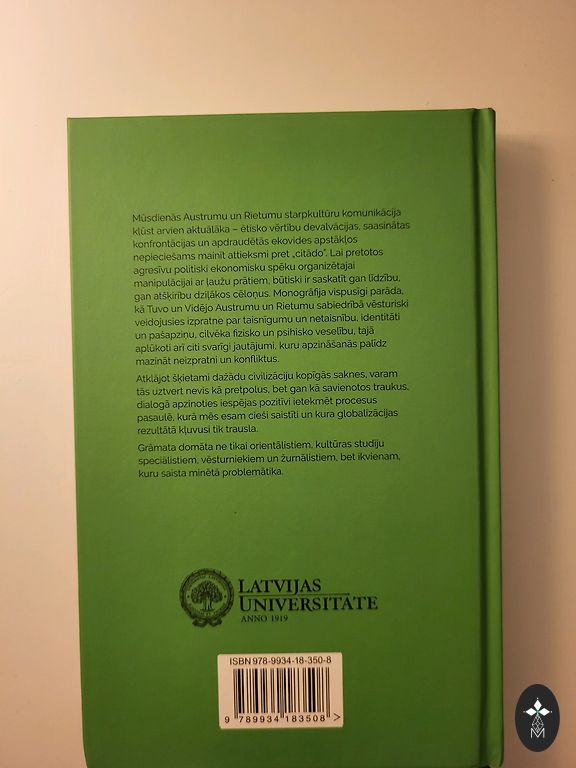 Mūsdienās Austrumu un Rietumu starpkultūru komunikācija
kļūst arvien aktuālāka – ētisko vērtību devalvācijas, saasinātas
konfrontācijas un apdraudētās ekovides apstākļos
nepieciešams mainīt attieksmi pret „citādo”. Lai pretotos
agresīvu politiski ekonomisku spēku organizētajai
manipulācijai ar ļaužu prātiem, būtiski ir saskatīt gan līdzību,
gan atšķirību dziļākos cēloņus. Monogrāfija vispusīgi parāda,
kā Tuvo un Vidējo Austrumu un Rietumu sabiedrībā vēsturiski
veidojusies izpratne par taisnīgumu un netaisnību, identitāti
un pašapziņu, cilvēka fizisko un psihisko veselību, tajā
aplūkoti arī citi svarīgi jautājumi, kuru apzināšanās palīdz
mazināt neizpratni un konfliktus.
Atklājot šķietami dažādu civilizāciju kopīgās saknes, varam
tās uztvert nevis kā pretpolus, bet gan kā savienotos traukus,
dialogā apzinoties iespējas pozitīvi ietekmēt procesus
pasaulē, kurā mēs esam cieši saistīti un kura globalizācijas
rezultātā kļuvusi tik trausla.
Grāmata domāta ne tikai orientālistiem, kultūras studiju
speciālistiem, vēsturniekiem un žurnālistiem, bet ikvienam,
kuru saista minētā problemātika.
LATVIJAS
UNIVERSITĀTE
ANNO 1919
ISBN 978-9934-18-350-8
9 789934 183508 >
M